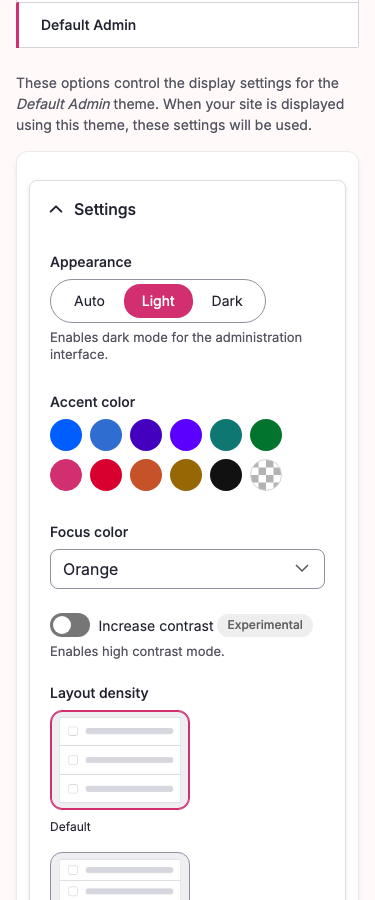 Default Admin
These options control the display settings for the
Default Admin theme. When your site is displayed
using this theme, these settings will be used.
Settings
Appearance
Auto Light Dark
Enables dark mode for the administration
interface.
Accent color
Focus color
Orange
Increase contrast Experimental
Enables high contrast mode.
Layout density
Default